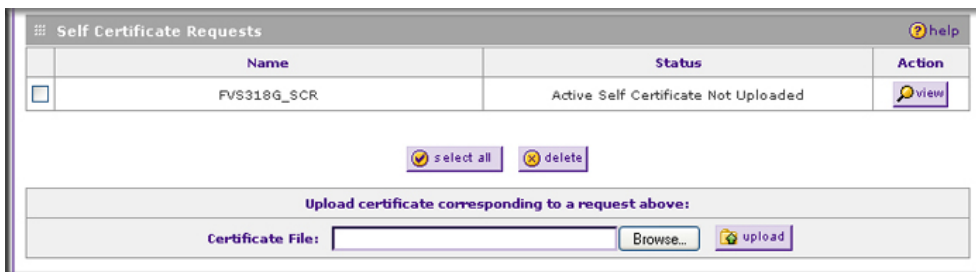 Self Certificate Requests help
Name Status Action
FVS318G_SCR Active Self Certificate Not Uploaded view
select all delete
Upload certificate corresponding to a request above:
Certificate File: Browse... upload